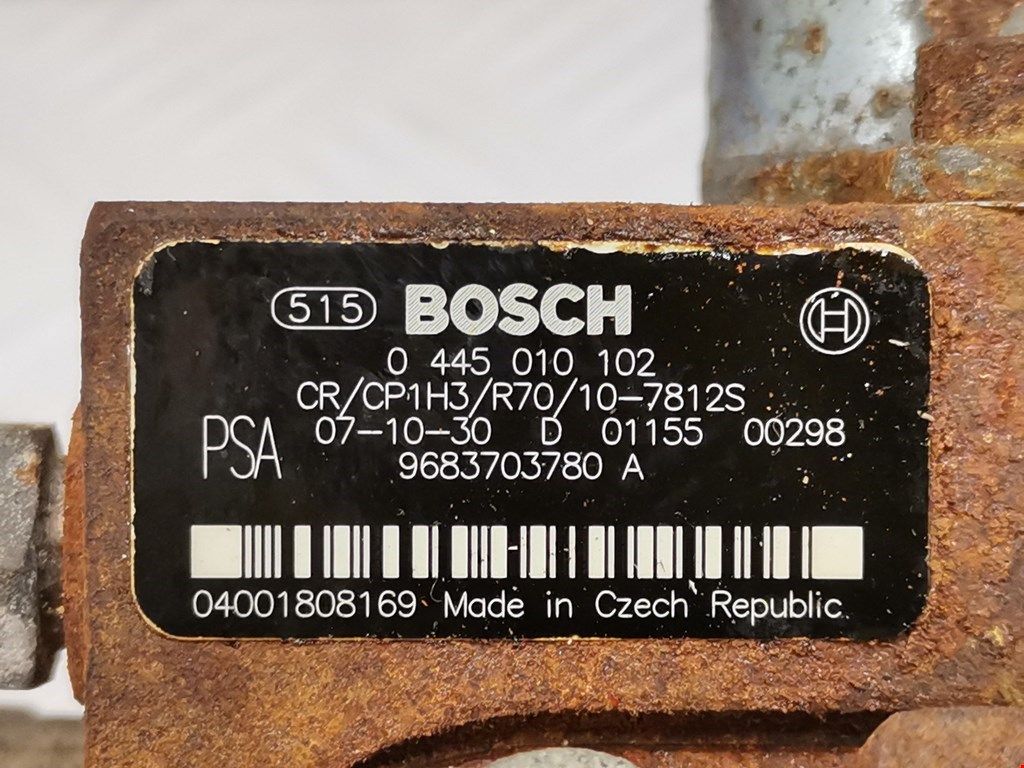 515 BOSCH
0 445 010 102
CR/CP1H3/R70/10-7812S
PSA 07-10-30 D 01155 00298
9683703780 A
04001808169 Made in Czech Republic